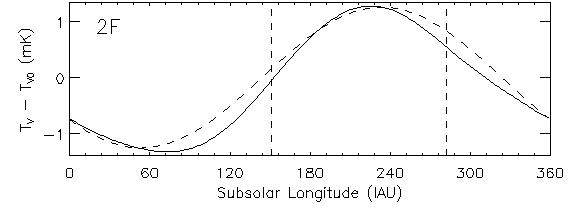 2F
1
0
−1
T_V − T_V0 (mK)
0 60 120 180 240 300 360
Subsolar Longitude (IAU)